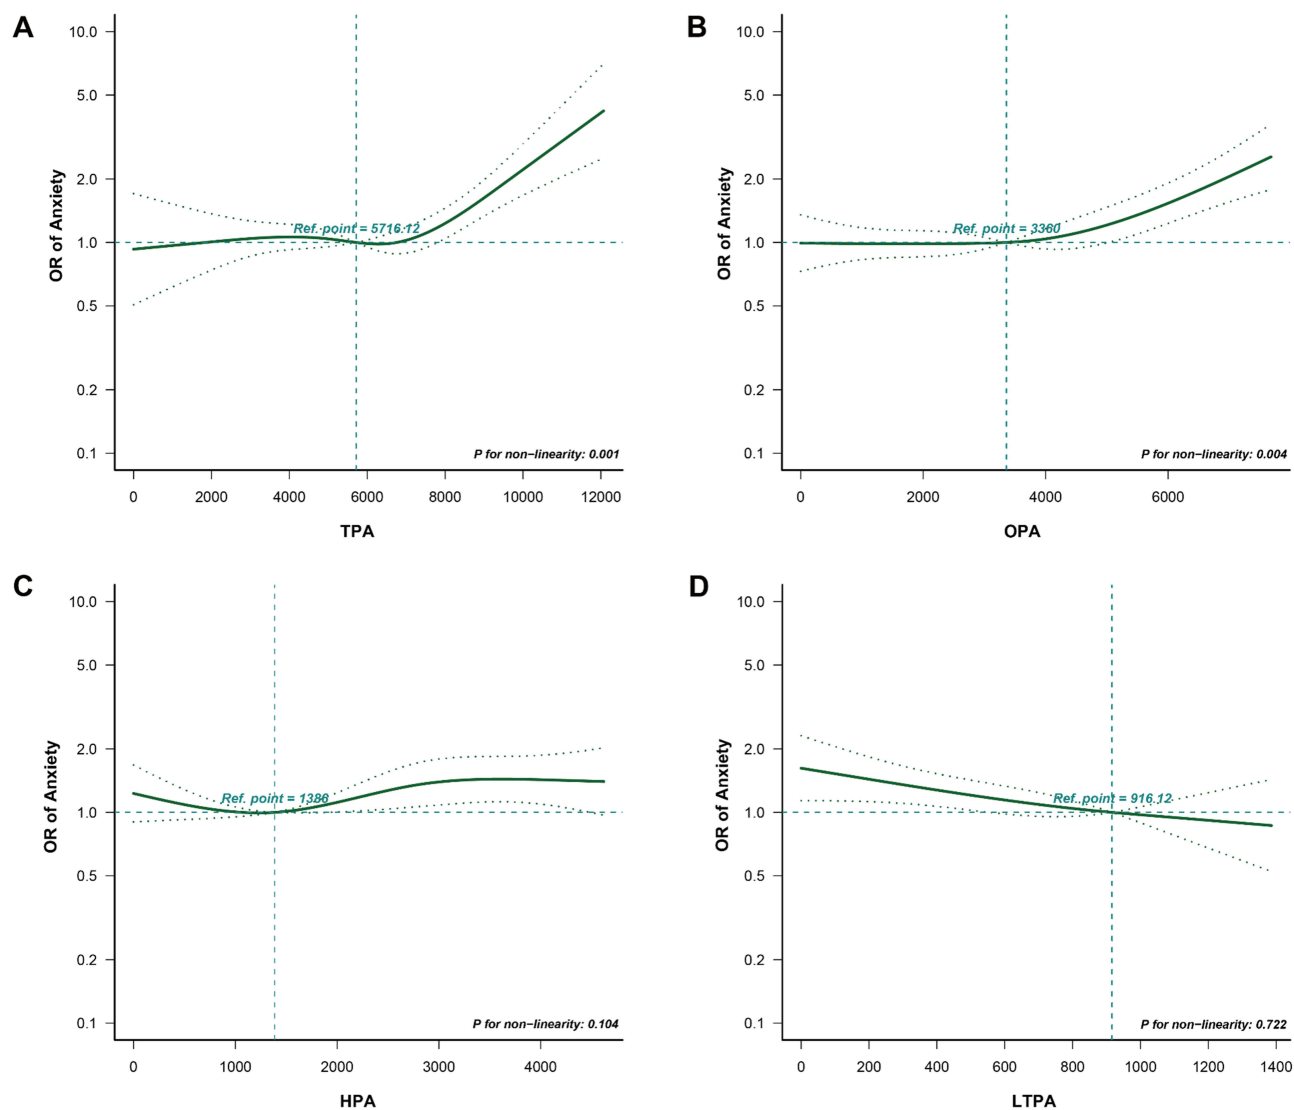 A
OR of Anxiety
10.0
5.0
2.0
1.0
0.5
0.2
0.1
Ref. point = 5716.12
P for non−linearity: 0.001
0 2000 4000 6000 8000 10000 12000
TPA
B
OR of Anxiety
10.0
5.0
2.0
1.0
0.5
0.2
0.1
Ref. point = 3360
P for non−linearity: 0.004
0 2000 4000 6000
OPA
C
OR of Anxiety
10.0
5.0
2.0
1.0
0.5
0.2
0.1
Ref. point = 1386
P for non−linearity: 0.104
0 1000 2000 3000 4000
HPA
D
OR of Anxiety
10.0
5.0
2.0
1.0
0.5
0.2
0.1
Ref. point = 916.12
P for non−linearity: 0.722
0 200 400 600 800 1000 1200 1400
LTPA